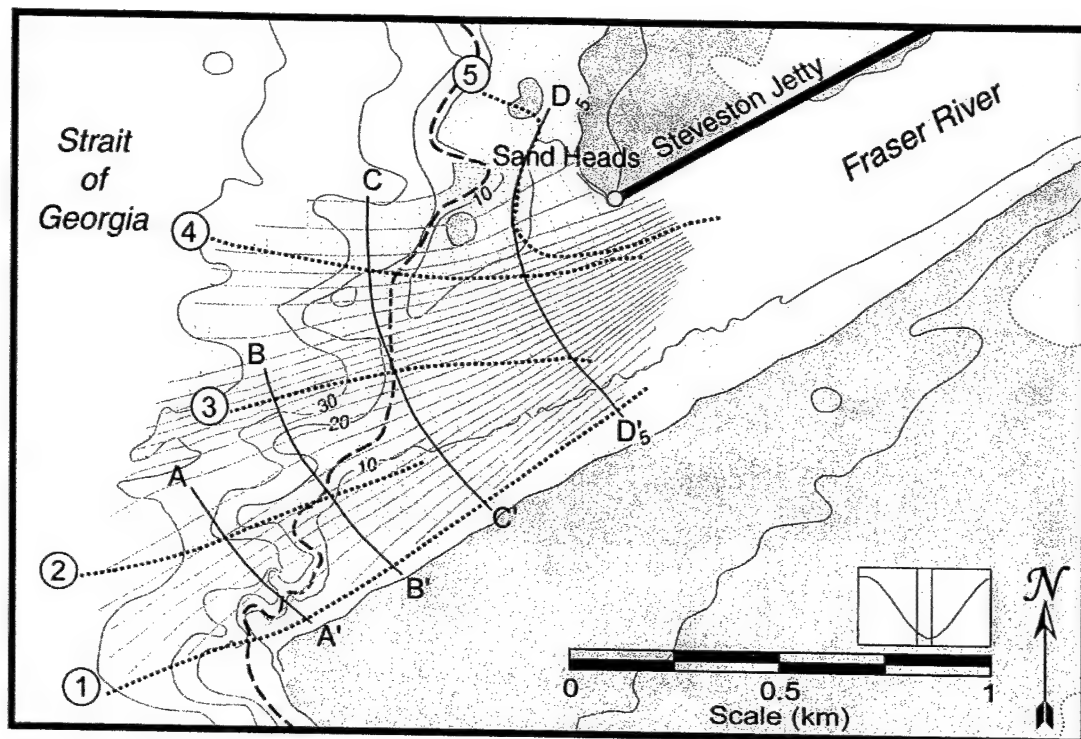 Strait
of
Georgia
Steveston Jetty
Fraser River
Sand Heads
5
D
5
10
C
4
B
3
30
20
10
D'5
A
C'
2
B'
A'
1
N
0
0.5
1
Scale (km)